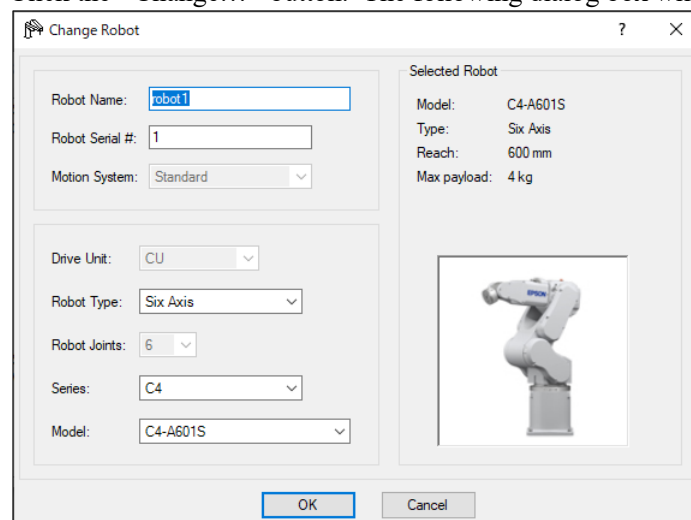 Change Robot
?
Robot Name: robot1
Robot Serial #: 1
Motion System: Standard
Drive Unit: CU
Robot Type: Six Axis
Robot Joints: 6
Series: C4
Model: C4-A601S
Selected Robot
Model: C4-A601S
Type: Six Axis
Reach: 600 mm
Max payload: 4 kg
EPSON
OK
Cancel